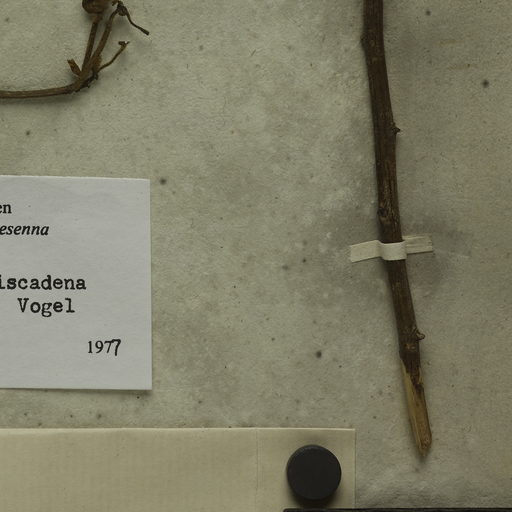 en
esenna
iscadena
Vogel
1977